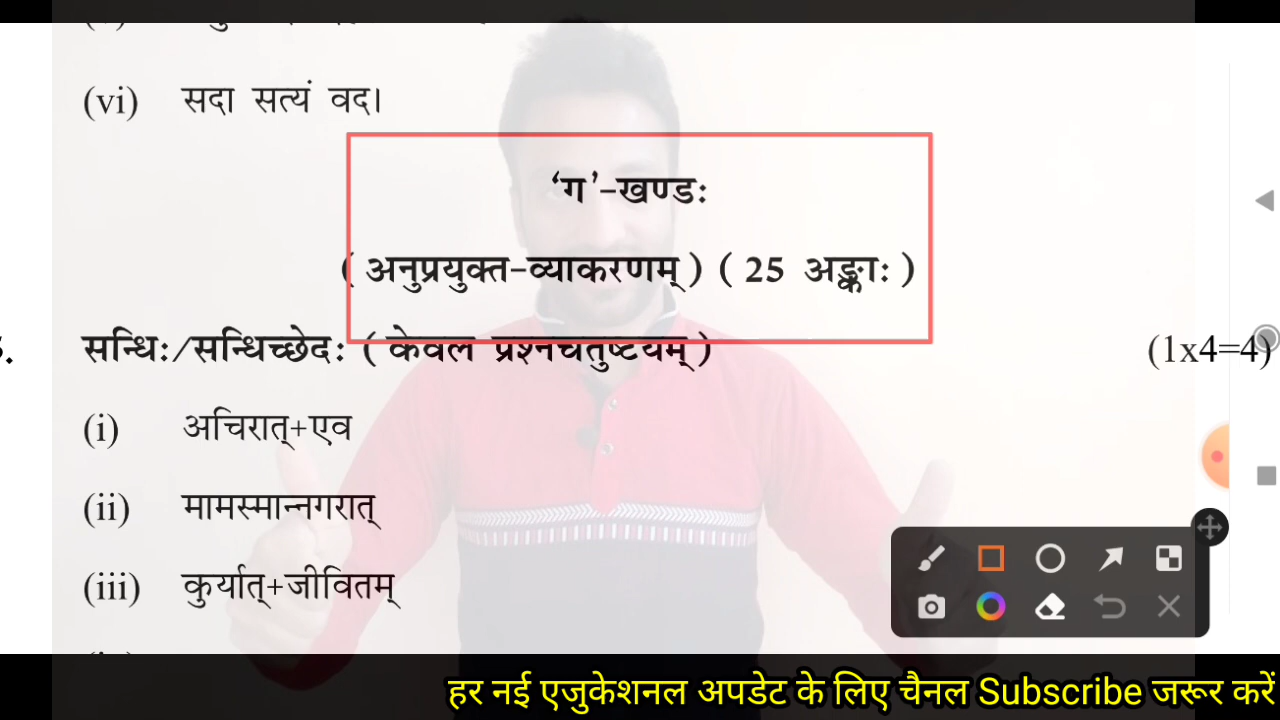 (vi) सदा सत्यं वद।
‘ग’-खण्डः
(अनुप्रयुक्त-व्याकरणम्) (25 अङ्काः)
सन्धिः/सन्धिच्छेदः (केवलं प्रश्नचतुष्टयम्) (1x4=4)
(i) अचिरात्+एव
(ii) मामस्मान्नगरात्
(iii) कुर्यात्+जीवितम्
हर नई एजुकेशनल अपडेट के लिए चैनल Subscribe जरूर करें